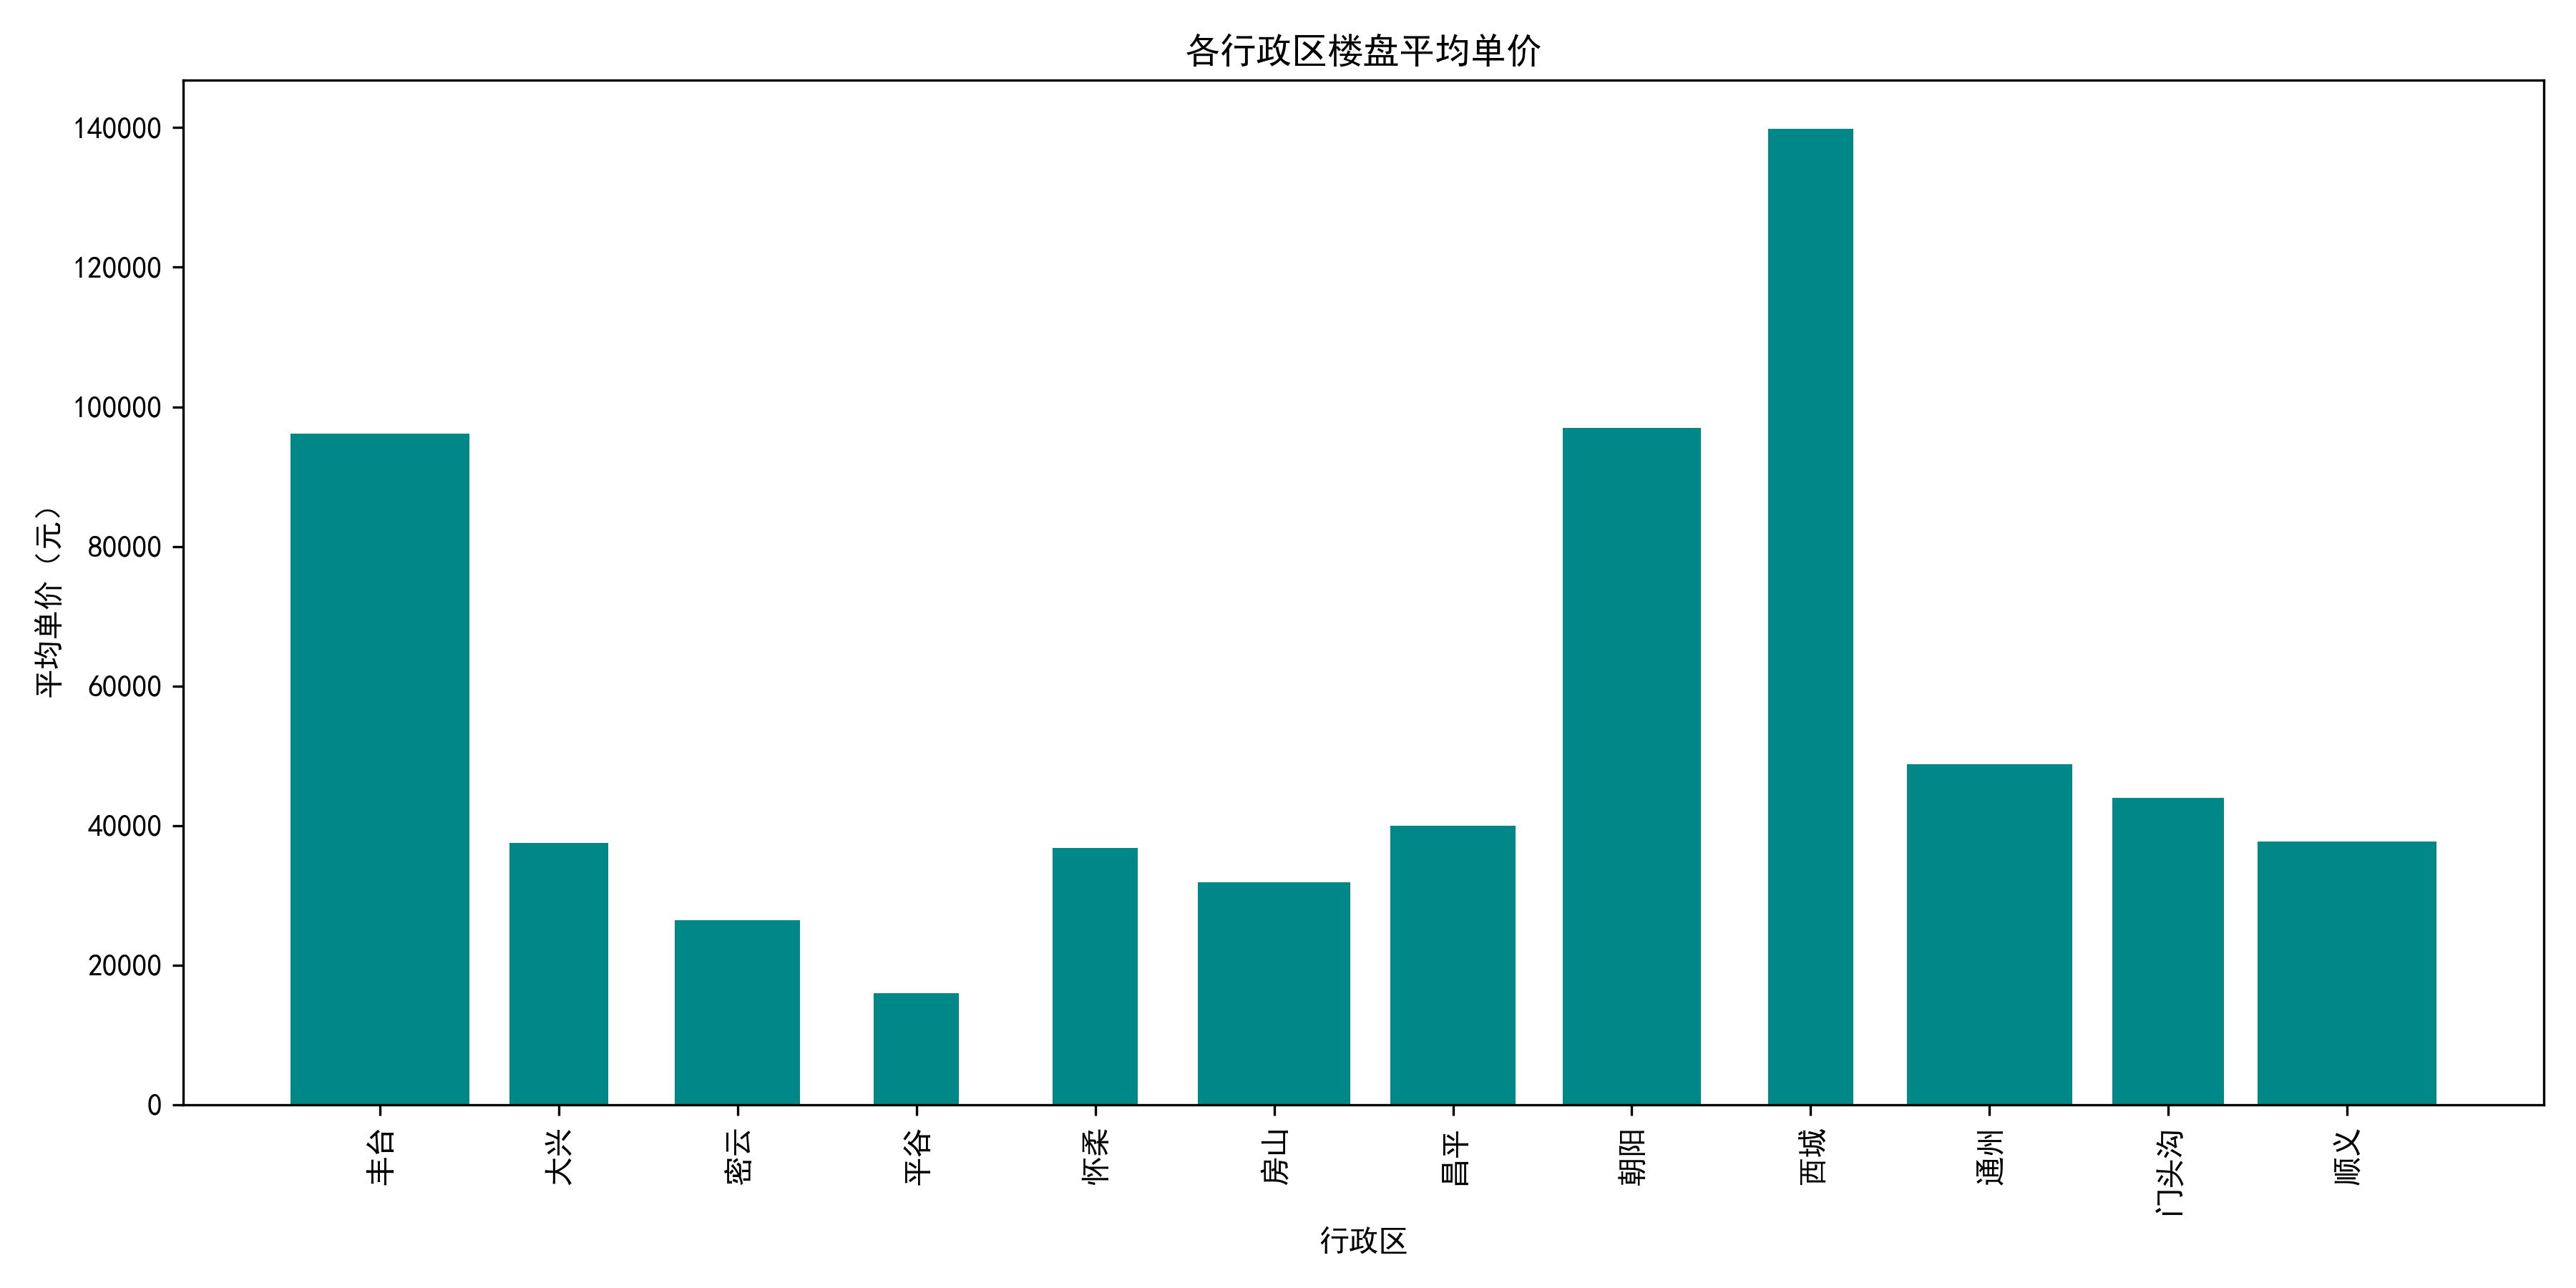 各行政区楼盘平均单价
平均单价（元）
140000
120000
100000
80000
60000
40000
20000
0
丰台
大兴
密云
平谷
怀柔
房山
昌平
朝阳
西城
通州
门头沟
顺义
行政区